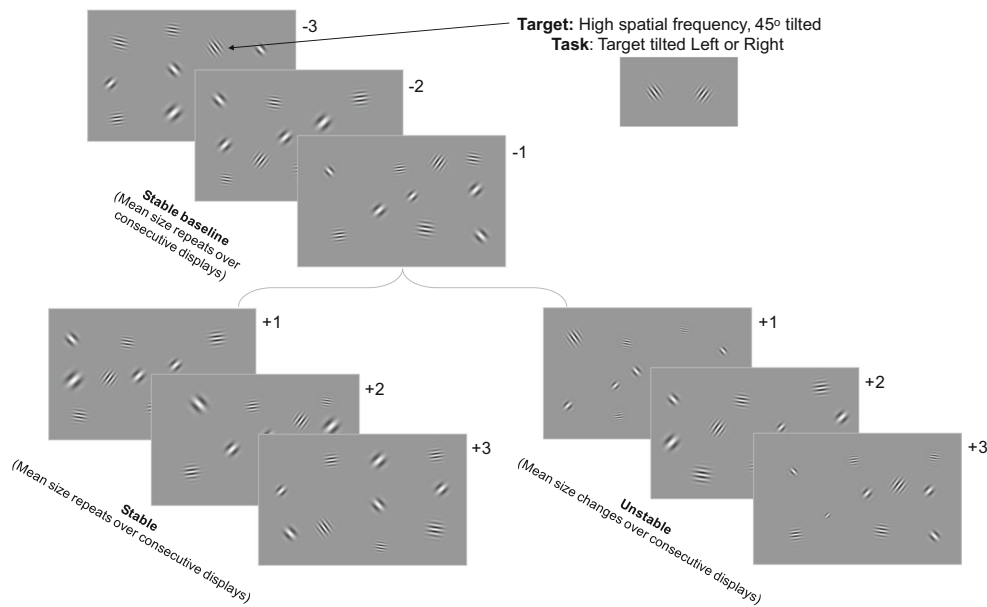 -3
Target: High spatial frequency, 45º tilted
Task: Target tilted Left or Right
-2
-1
Stable baseline
(Mean size repeats over
consecutive displays)
+1
+2
+3
Stable
(Mean size repeats over consecutive displays)
+1
+2
+3
Unstable
(Mean size changes over consecutive displays)